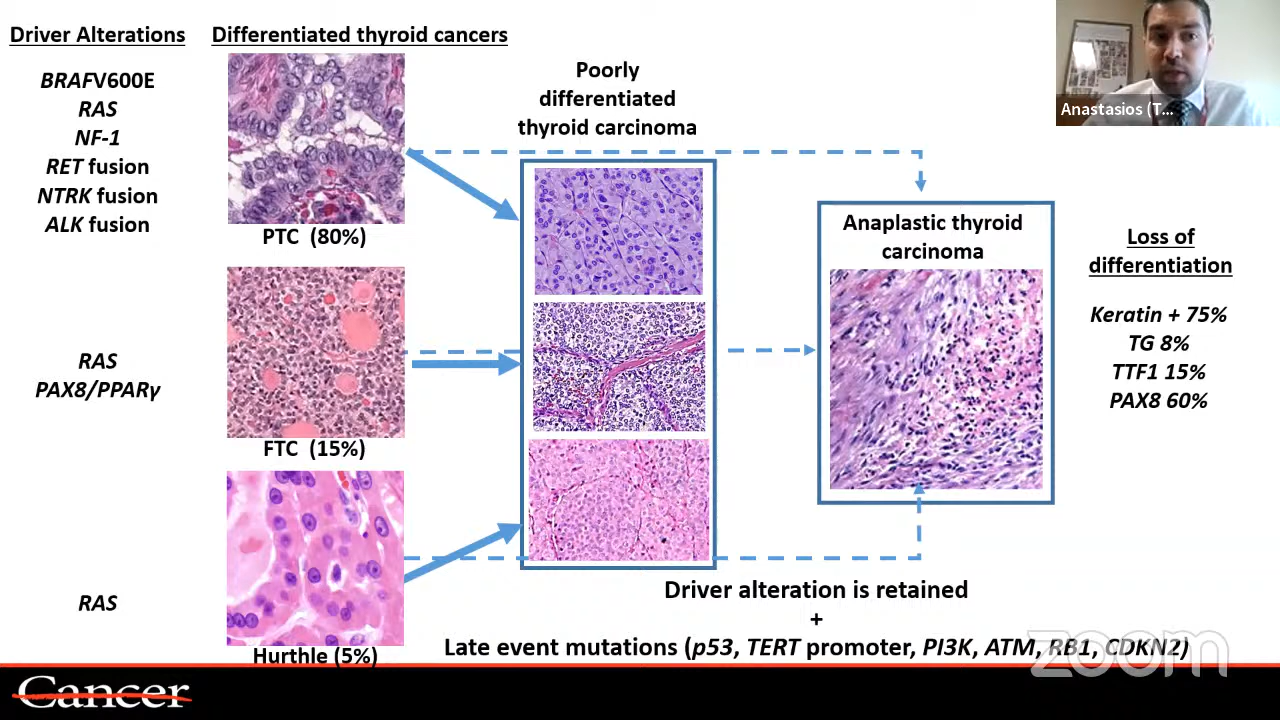 Driver Alterations
BRAFV600E
RAS
NF-1
RET fusion
NTRK fusion
ALK fusion
RAS
PAX8/PPARγ
RAS
Differentiated thyroid cancers
PTC (80%)
FTC (15%)
Hurthle (5%)
Poorly
differentiated
thyroid carcinoma
Anaplastic thyroid
carcinoma
Loss of
differentiation
Keratin + 75%
TG 8%
TTF1 15%
PAX8 60%
Driver alteration is retained
+
Late event mutations (p53, TERT promoter, PI3K, ATM, RB1, CDKN2)
Anastasios (T...
zoom
Cancer